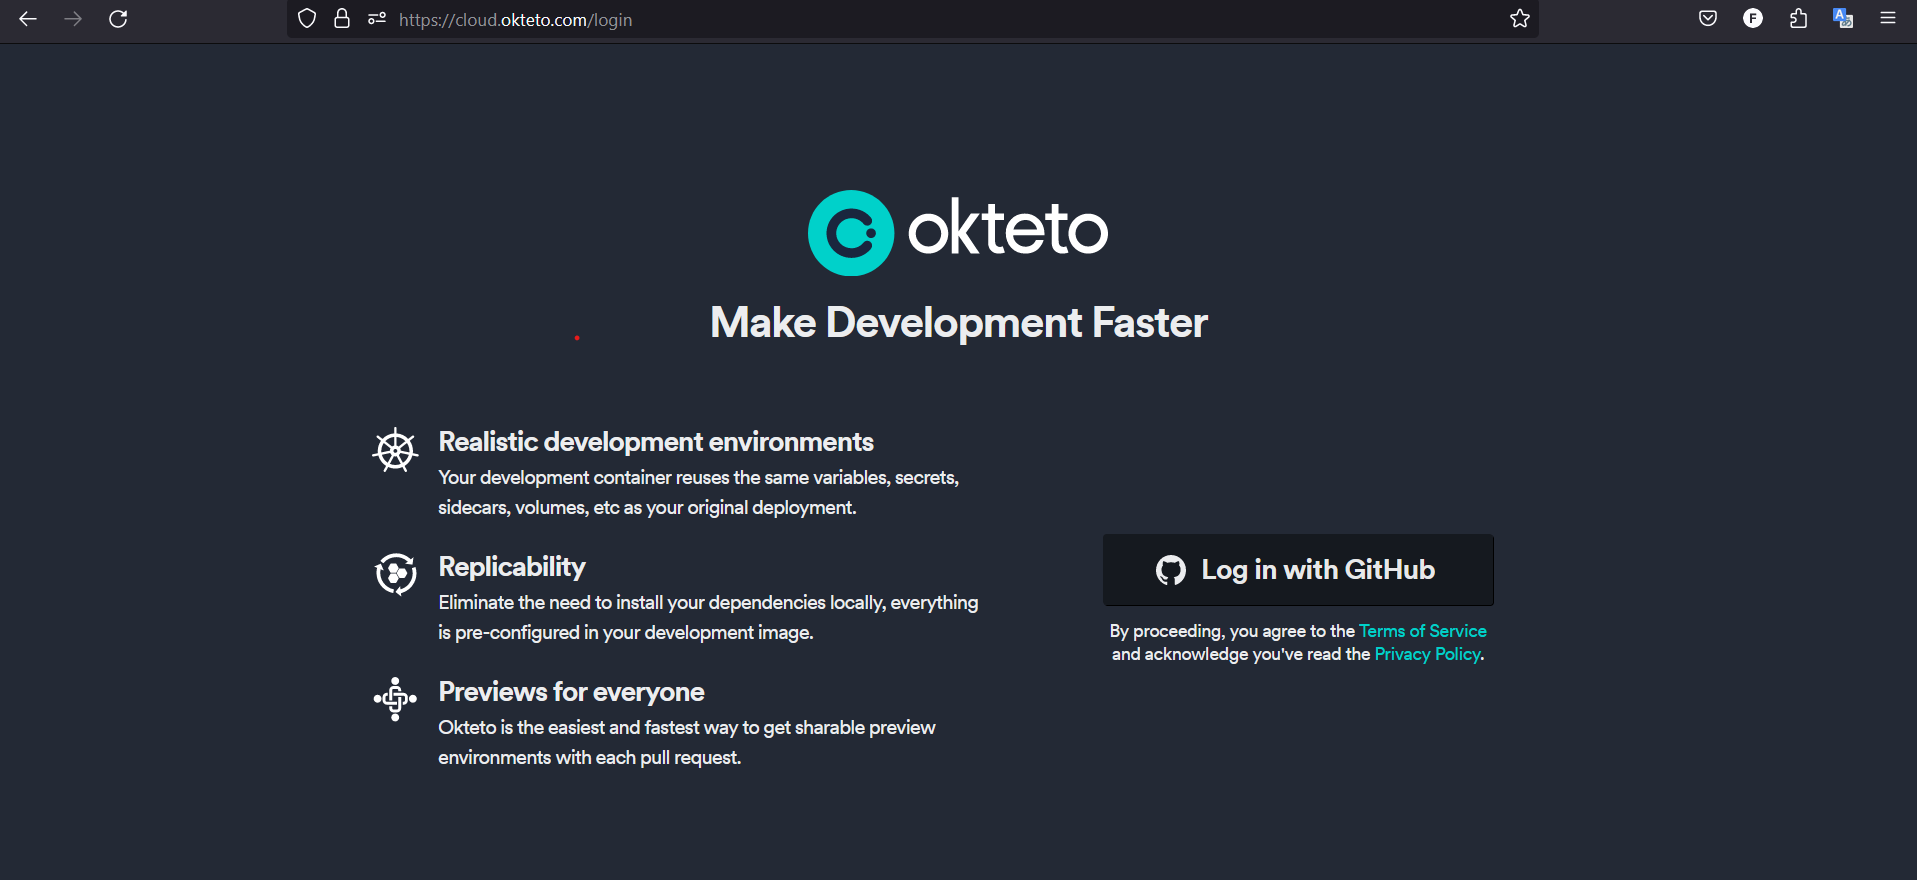 https://cloud.okteto.com/login
F
A
okteto
Make Development Faster
Realistic development environments
Your development container reuses the same variables, secrets,
sidecars, volumes, etc as your original deployment.
Replicability
Eliminate the need to install your dependencies locally, everything
is pre-configured in your development image.
Previews for everyone
Okteto is the easiest and fastest way to get sharable preview
environments with each pull request.
Log in with GitHub
By proceeding, you agree to the Terms of Service
and acknowledge you've read the Privacy Policy.